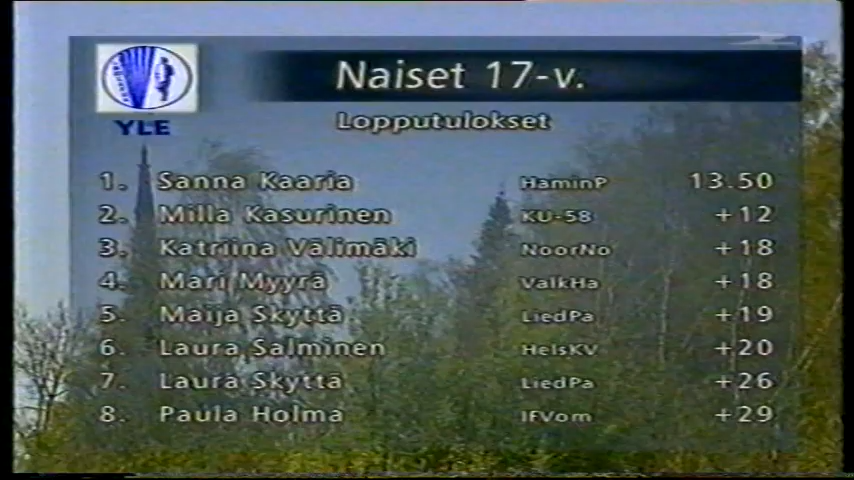 Naiset 17-v.
YLE
Lopputulokset
1. Sanna Kaaria HaminP 13.50
2. Milla Kasurinen KU-58 +12
3. Katriina Välimäki NoorNo +18
4. Mari Myyrä ValkHa +18
5. Maija Skyttä LiedPa +19
6. Laura Salminen HelsKV +20
7. Laura Skyttä LiedPa +26
8. Paula Holma IFVom +29